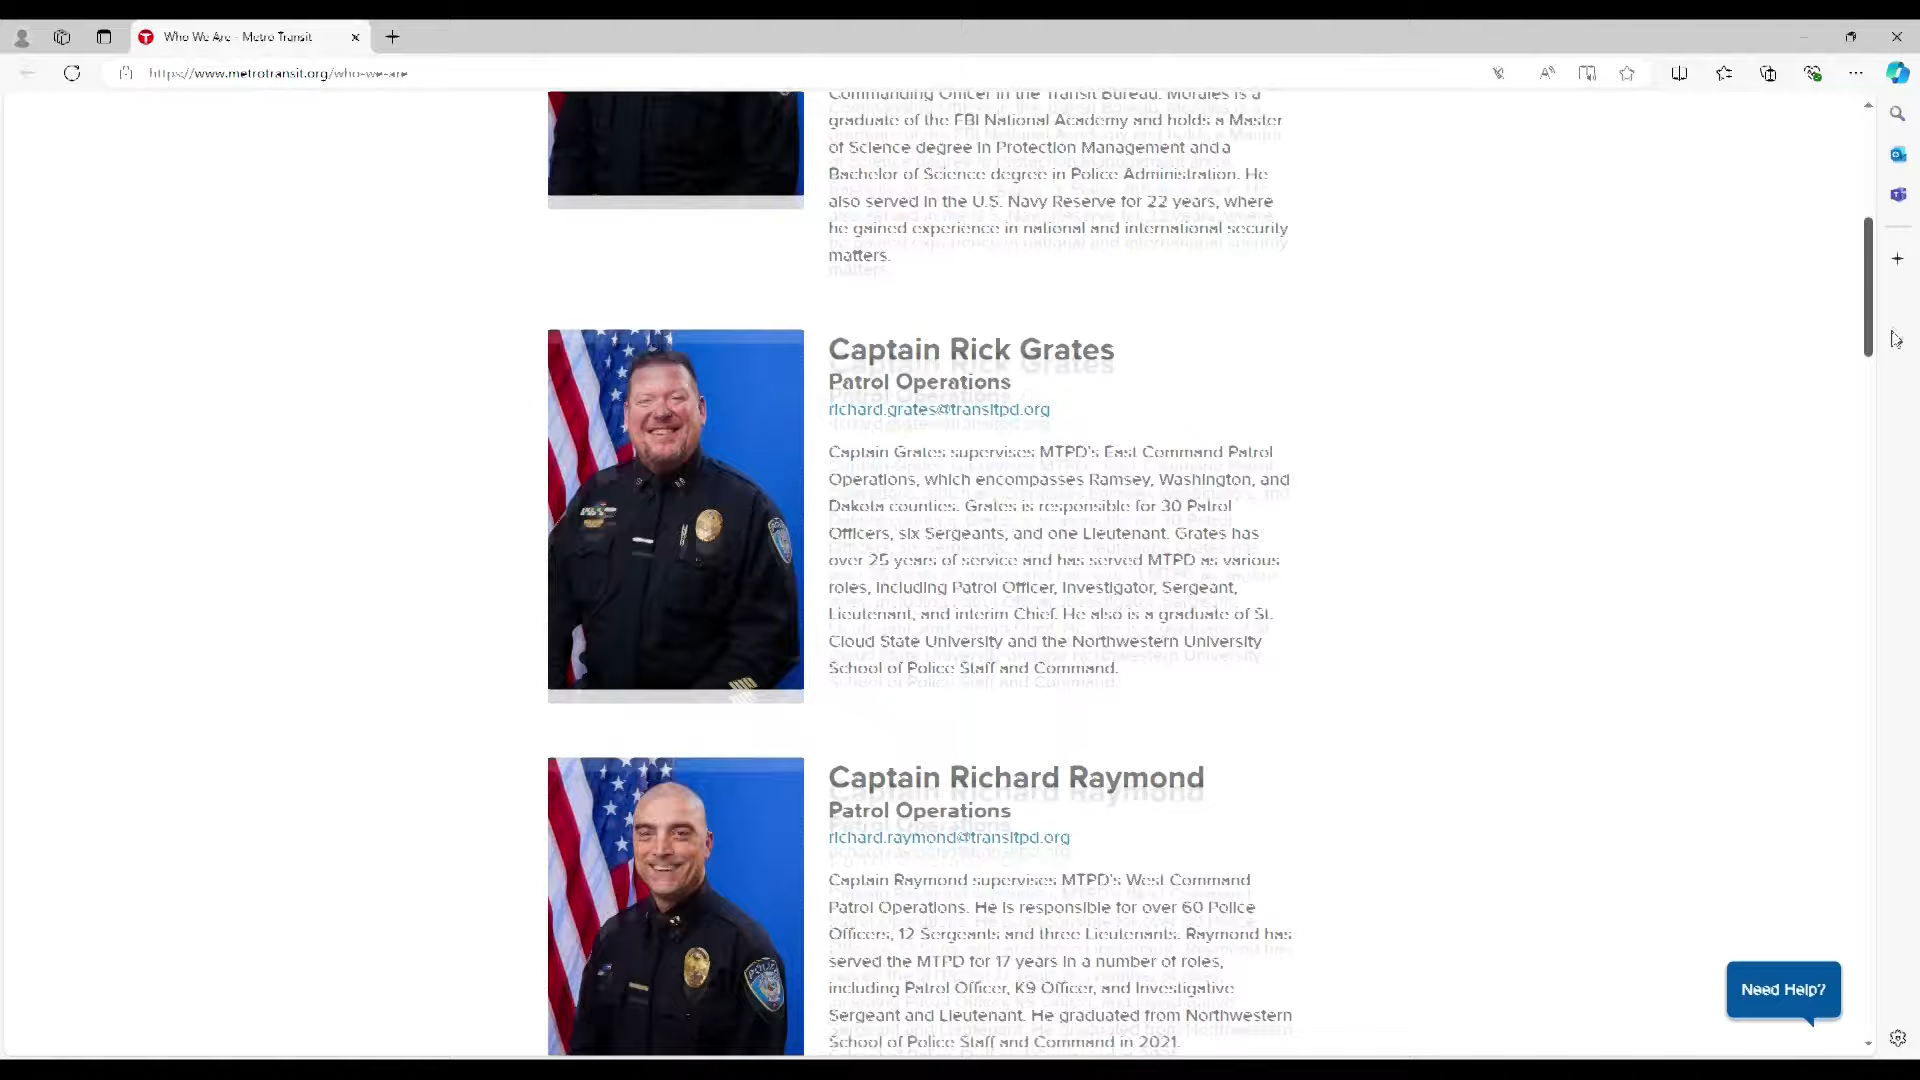 Who We Are - Metro Transit
https://www.metrotransit.org/who-we-are
Commanding Officer in the Transit Bureau. Morales is a
graduate of the FBI National Academy and holds a Master
of Science degree in Protection Management and a
Bachelor of Science degree in Police Administration. He
also served in the U.S. Navy Reserve for 22 years, where
he gained experience in national and international security
matters.
Captain Rick Grates
Patrol Operations
richard.grates@transitpd.org
Captain Grates supervises MTPD's East Command Patrol
Operations, which encompasses Ramsey, Washington, and
Dakota counties. Grates is responsible for 30 Patrol
Officers, six Sergeants, and one Lieutenant. Grates has
over 25 years of service and has served MTPD as various
roles, including Patrol Officer, Investigator, Sergeant,
Lieutenant, and interim Chief. He also is a graduate of St.
Cloud State University and the Northwestern University
School of Police Staff and Command.
Captain Richard Raymond
Patrol Operations
richard.raymond@transitpd.org
Captain Raymond supervises MTPD's West Command
Patrol Operations. He is responsible for over 60 Police
Officers, 12 Sergeants and three Lieutenants. Raymond has
served the MTPD for 17 years in a number of roles,
including Patrol Officer, K9 Officer, and Investigative
Sergeant and Lieutenant. He graduated from Northwestern
School of Police Staff and Command in 2021.
Need Help?